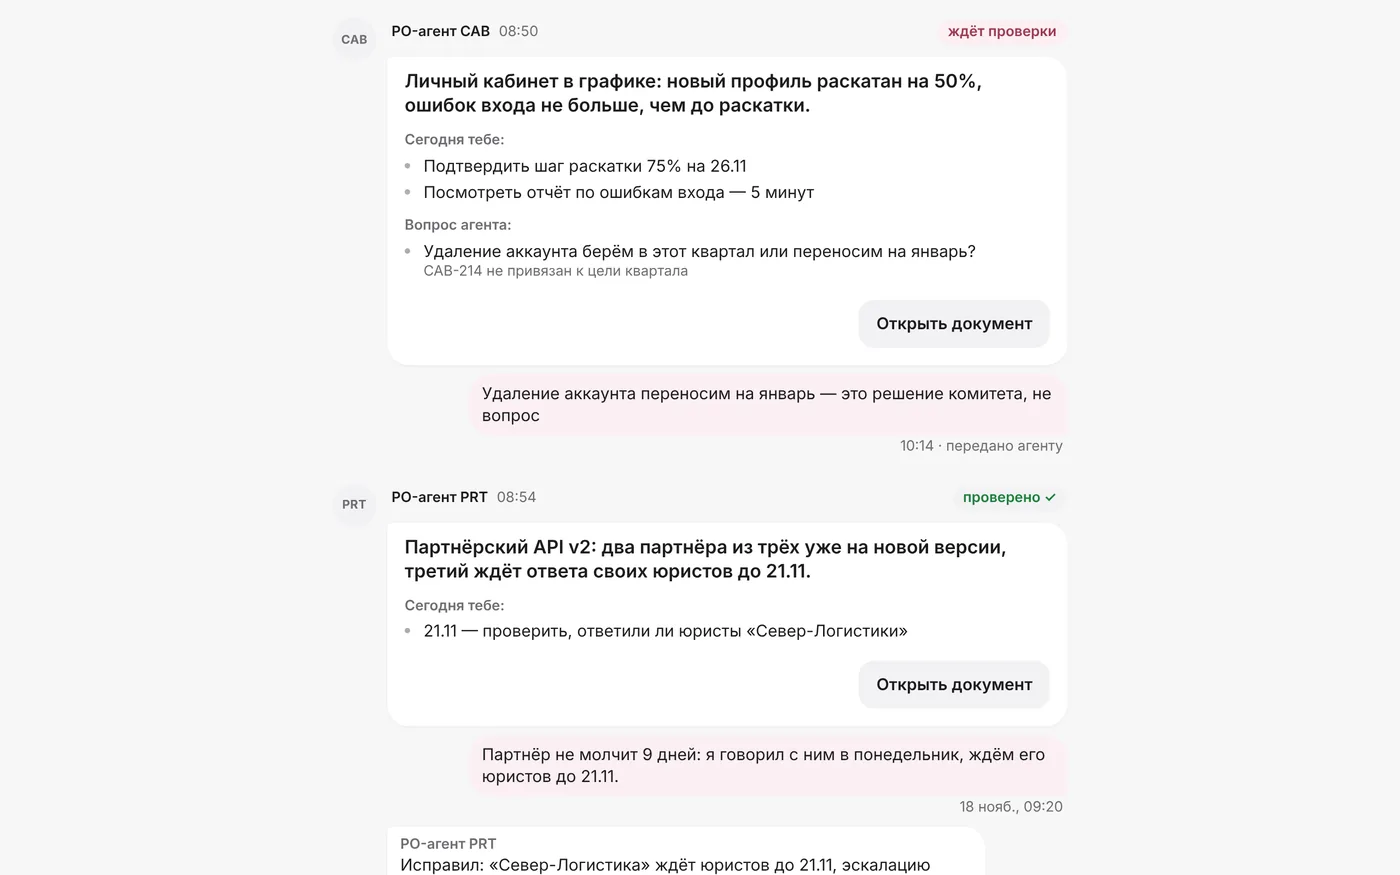 CAB
PO-агент CAB 08:50
ждёт проверки
Личный кабинет в графике: новый профиль раскатан на 50%,
ошибок входа не больше, чем до раскатки.
Сегодня тебе:
• Подтвердить шаг раскатки 75% на 26.11
• Посмотреть отчёт по ошибкам входа — 5 минут
Вопрос агента:
• Удаление аккаунта берём в этот квартал или переносим на январь?
CAB-214 не привязан к цели квартала
Открыть документ
Удаление аккаунта переносим на январь — это решение комитета, не
вопрос
10:14 · передано агенту
PRT
PO-агент PRT 08:54
проверено ✓
Партнёрский API v2: два партнёра из трёх уже на новой версии,
третий ждёт ответа своих юристов до 21.11.
Сегодня тебе:
• 21.11 — проверить, ответили ли юристы «Север-Логистики»
Открыть документ
Партнёр не молчит 9 дней: я говорил с ним в понедельник, ждём его
юристов до 21.11.
18 нояб., 09:20
PO-агент PRT
Исправил: «Север-Логистика» ждёт юристов до 21.11, эскалацию